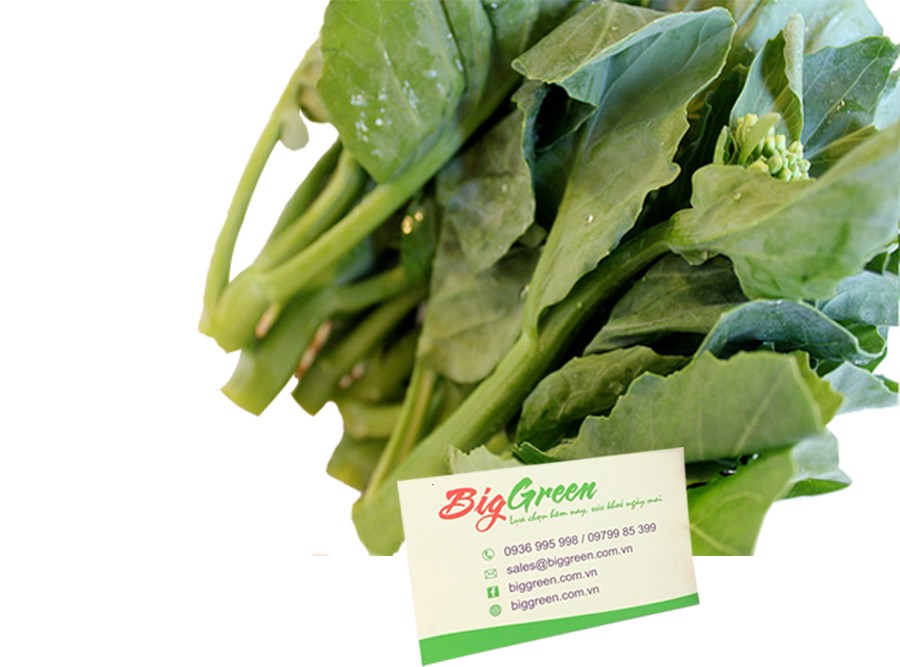 BigGreen
Lựa chọn hôm nay, sức khoẻ ngày mai
0936 995 998 / 09799 85 399
sales@biggreen.com.vn
biggreen.com.vn
biggreen.com.vn